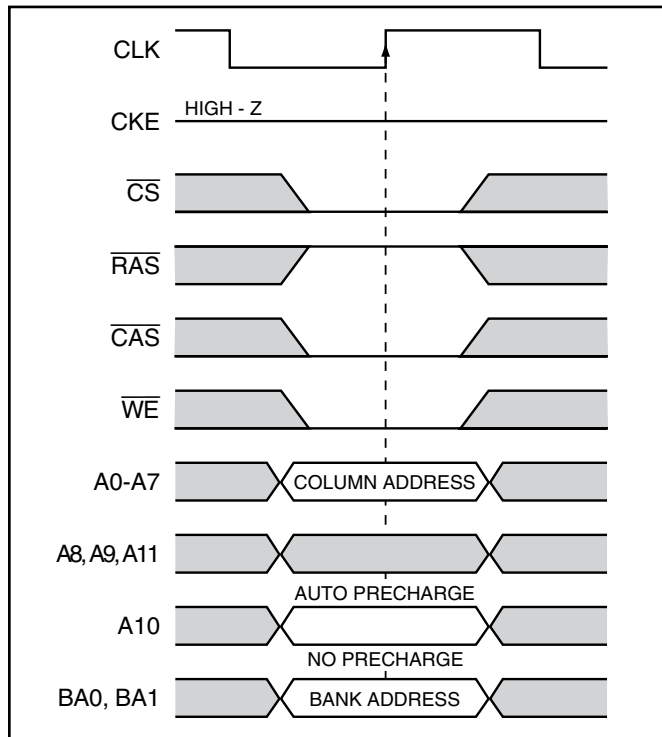 CLK
CKE HIGH - Z
CS
RAS
CAS
WE
A0-A7 COLUMN ADDRESS
A8, A9, A11
AUTO PRECHARGE
A10
NO PRECHARGE
BA0, BA1 BANK ADDRESS